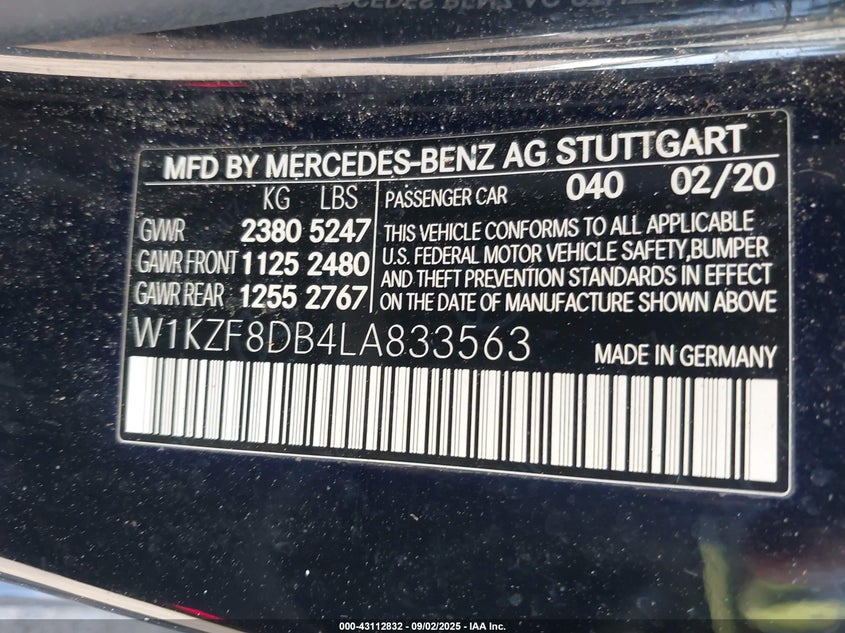 MFD BY MERCEDES-BENZ AG STUTTGART
KG LBS PASSENGER CAR 040 02/20
GVWR 2380 5247 THIS VEHICLE CONFORMS TO ALL APPLICABLE
U.S. FEDERAL MOTOR VEHICLE SAFETY,BUMPER
GAWR FRONT 1125 2480 AND THEFT PREVENTION STANDARDS IN EFFECT
GAWR REAR 1255 2767 ON THE DATE OF MANUFACTURE SHOWN ABOVE
W1KZF8DB4LA833563 MADE IN GERMANY
000-43112832 - 09/02/2025 - IAA Inc.